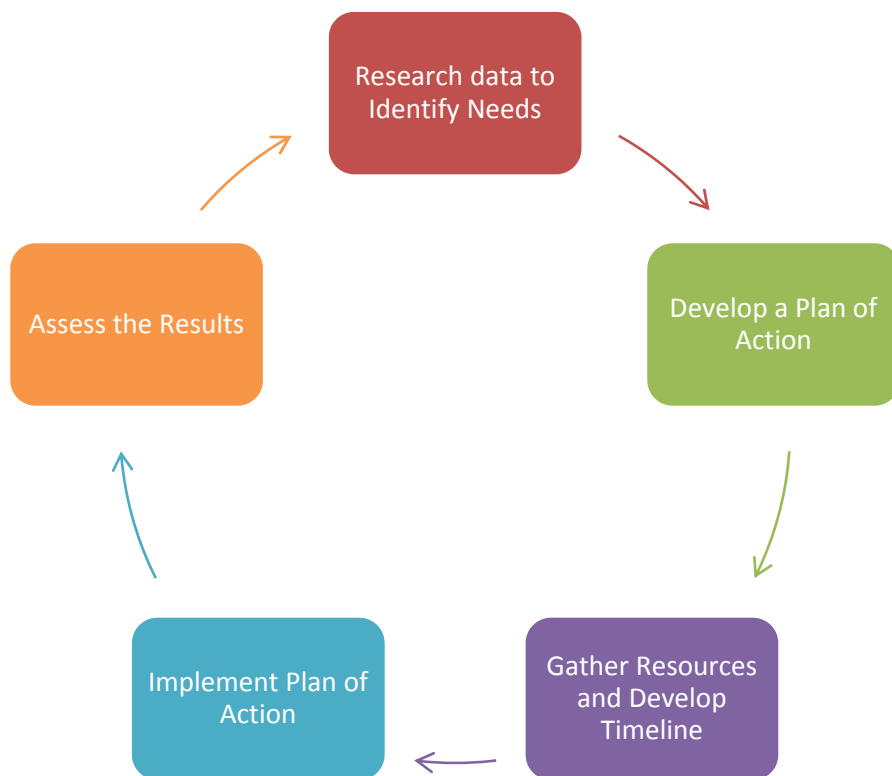 Research data to
Identify Needs
Develop a Plan of
Action
Gather Resources
and Develop
Timeline
Implement Plan of
Action
Assess the Results